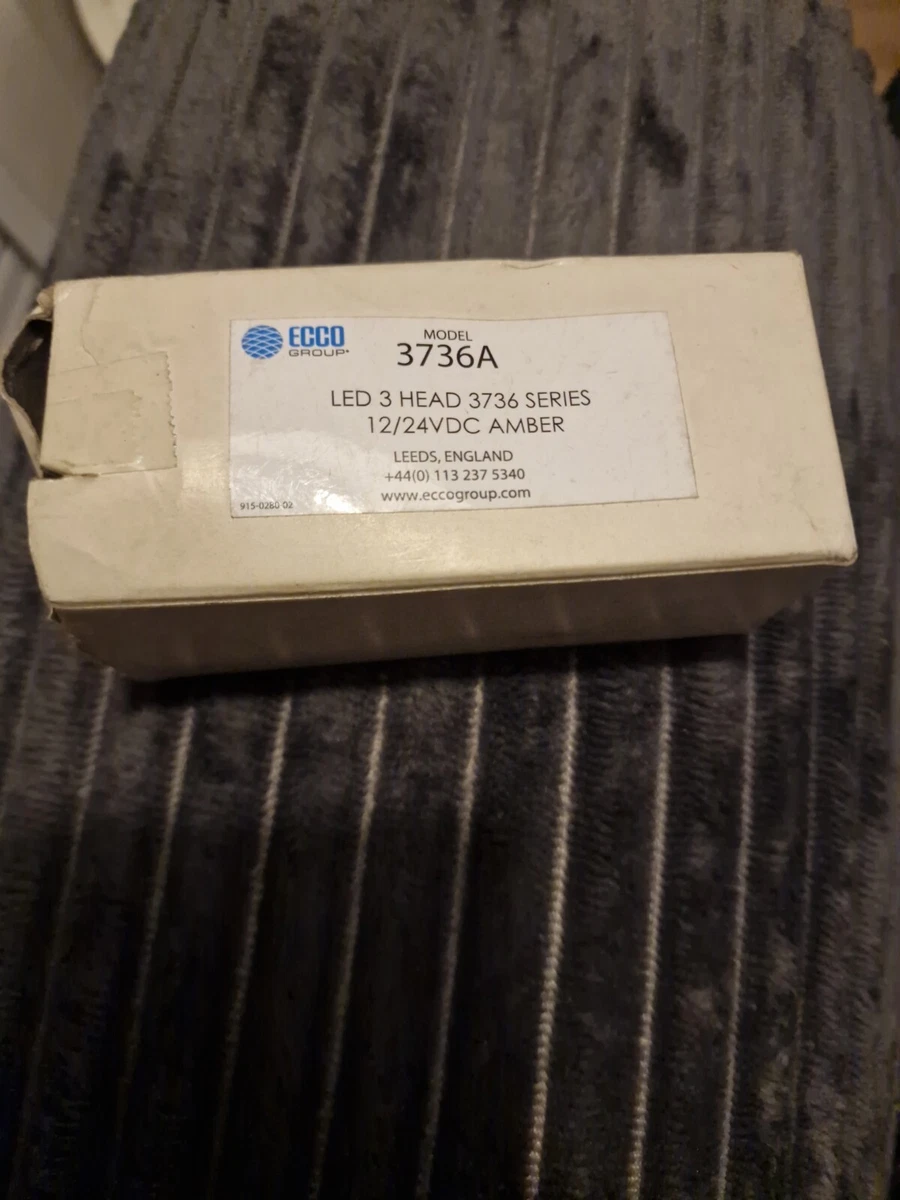 ECCO
GROUP
MODEL
3736A
LED 3 HEAD 3736 SERIES
12/24VDC AMBER
LEEDS, ENGLAND
+44(0) 113 237 5340
www.eccogroup.com
915-0280-02